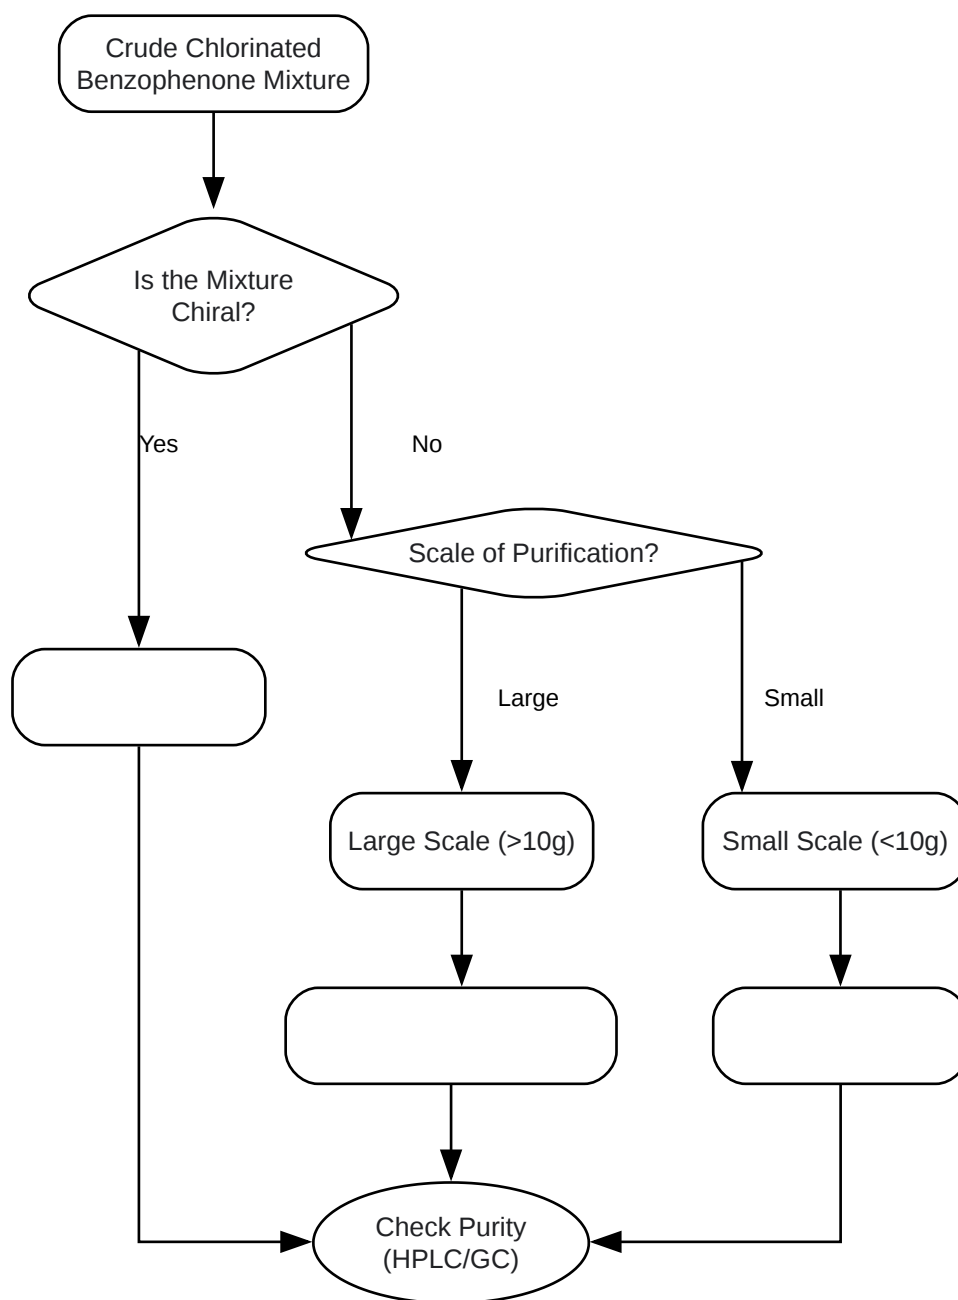 Crude Chlorinated
Benzophenone Mixture
Is the Mixture
Chiral?
Yes
No
Scale of Purification?
Large
Small
Large Scale (>10g)
Small Scale (<10g)
Check Purity
(HPLC/GC)